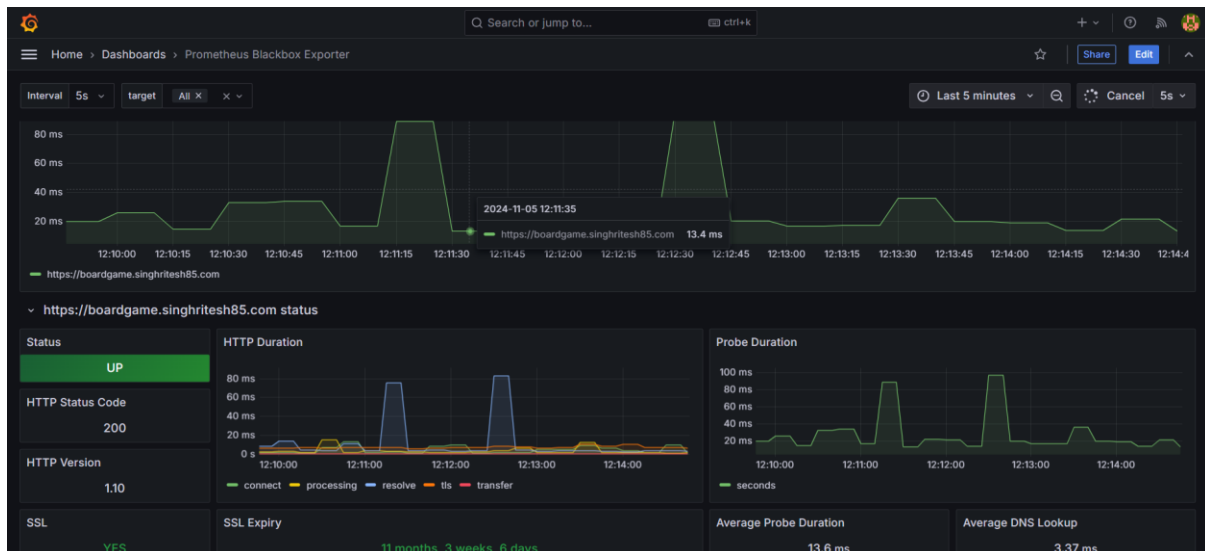 Search or jump to... ctrl+k
Home › Dashboards › Prometheus Blackbox Exporter
Share Edit
Interval 5s target All × Last 5 minutes Cancel 5s
80 ms
60 ms
40 ms
20 ms
2024-11-05 12:11:35
https://boardgame.singhritesh85.com 13.4 ms
12:10:00 12:10:15 12:10:30 12:10:45 12:11:00 12:11:15 12:11:30 12:11:45 12:12:00 12:12:15 12:12:30 12:12:45 12:13:00 12:13:15 12:13:30 12:13:45 12:14:00 12:14:15 12:14:30 12:14:4
https://boardgame.singhritesh85.com
https://boardgame.singhritesh85.com status
Status
UP
HTTP Status Code
200
HTTP Version
1.10
SSL
YES
HTTP Duration
80 ms
60 ms
40 ms
20 ms
0 s
12:10:00 12:11:00 12:12:00 12:13:00 12:14:00
connect processing resolve tls transfer
SSL Expiry
11 months, 3 weeks, 6 days
Probe Duration
100 ms
80 ms
60 ms
40 ms
20 ms
12:10:00 12:11:00 12:12:00 12:13:00 12:14:00
seconds
Average Probe Duration
13.6 ms
Average DNS Lookup
3.37 ms